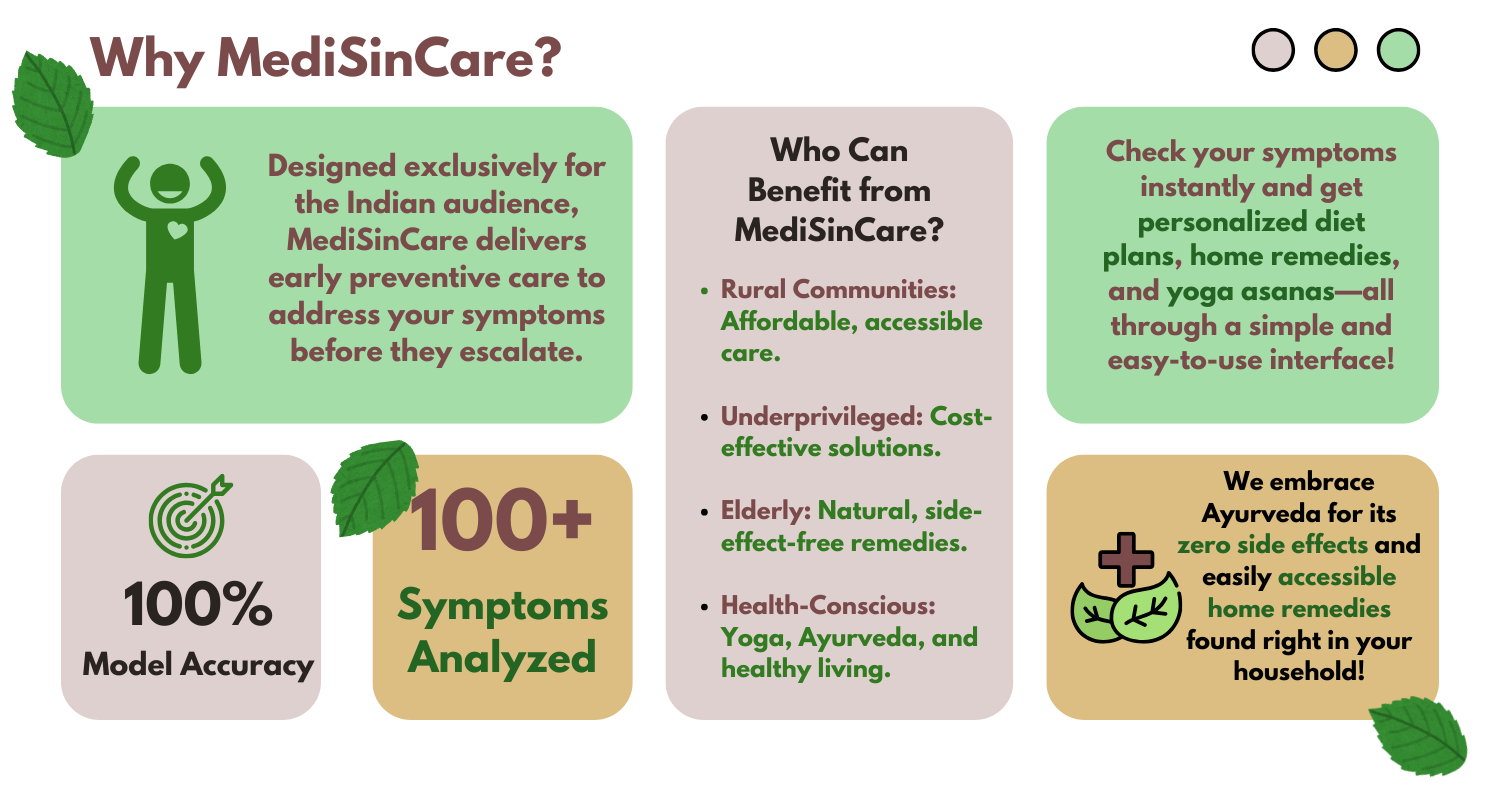 Why MediSinCare?
Designed exclusively for
the Indian audience,
MediSinCare delivers
early preventive care to
address your symptoms
before they escalate.
100%
Model Accuracy
100+
Symptoms
Analyzed
Who Can
Benefit from
MediSinCare?
• Rural Communities:
Affordable, accessible
care.
• Underprivileged: Cost-
effective solutions.
• Elderly: Natural, side-
effect-free remedies.
• Health-Conscious:
Yoga, Ayurveda, and
healthy living.
Check your symptoms
instantly and get
personalized diet
plans, home remedies,
and yoga asanas—all
through a simple and
easy-to-use interface!
We embrace
Ayurveda for its
zero side effects and
easily accessible
home remedies
found right in your
household!